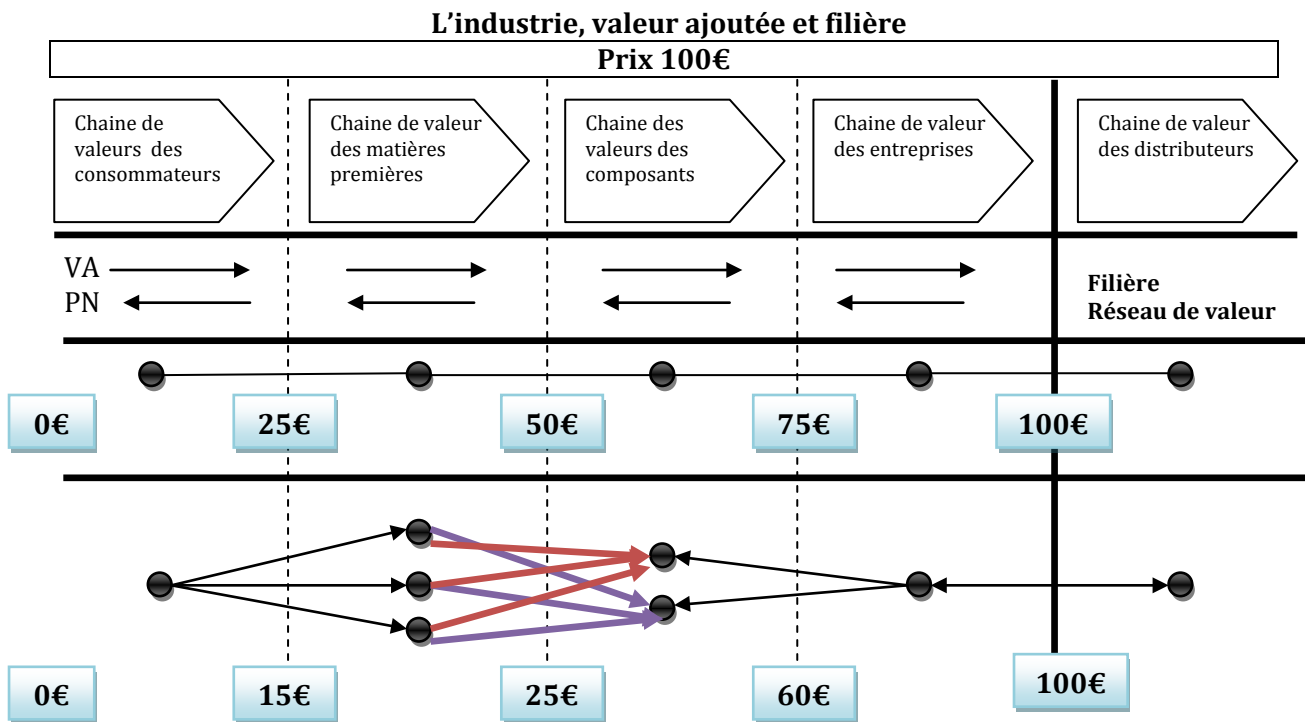 L’industrie, valeur ajoutée et filière
Prix 100€
Chaine de
valeurs des
consommateurs
Chaine de valeur
des matières
premières
Chaine des
valeurs des
composants
Chaine de valeur
des entreprises
Chaine de valeur
des distributeurs
VA
PN
Filière
Réseau de valeur
0€
25€
50€
75€
100€
0€
15€
25€
60€
100€